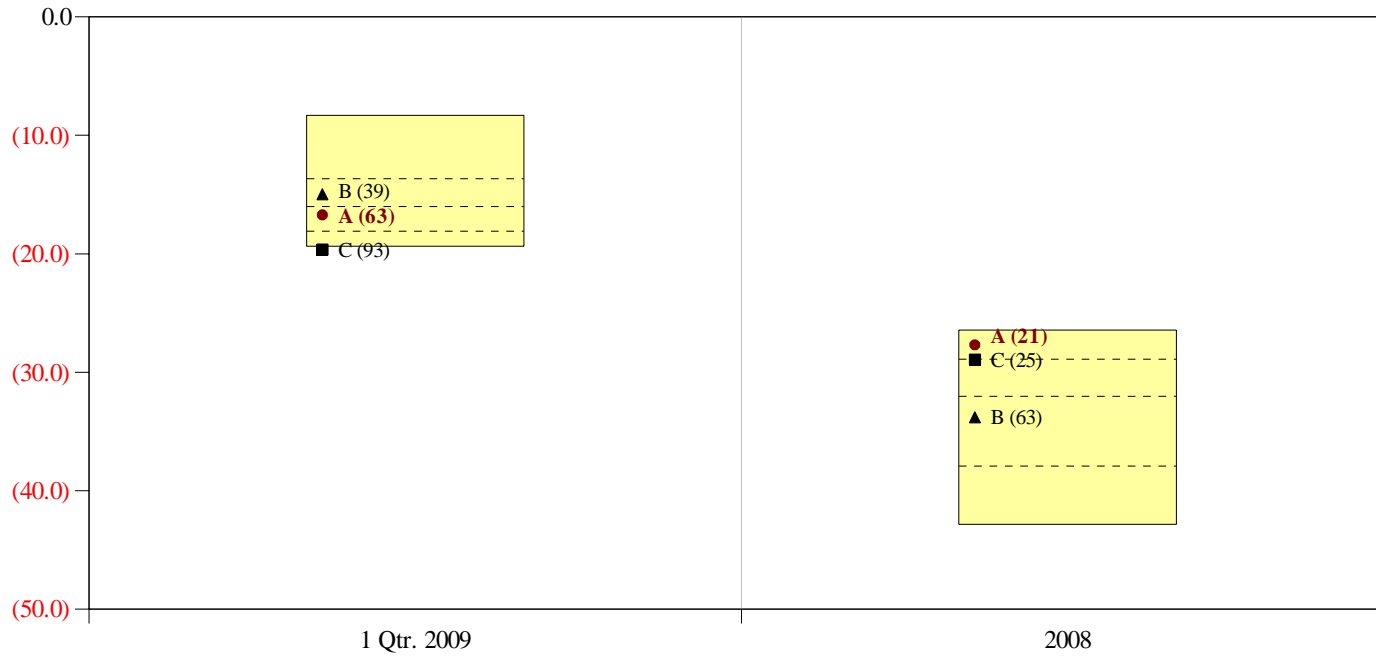 0.0
(10.0)
(20.0)
(30.0)
(40.0)
(50.0)
B (39)
A (63)
C (93)
A (21)
C (25)
B (63)
1 Qtr. 2009
2008